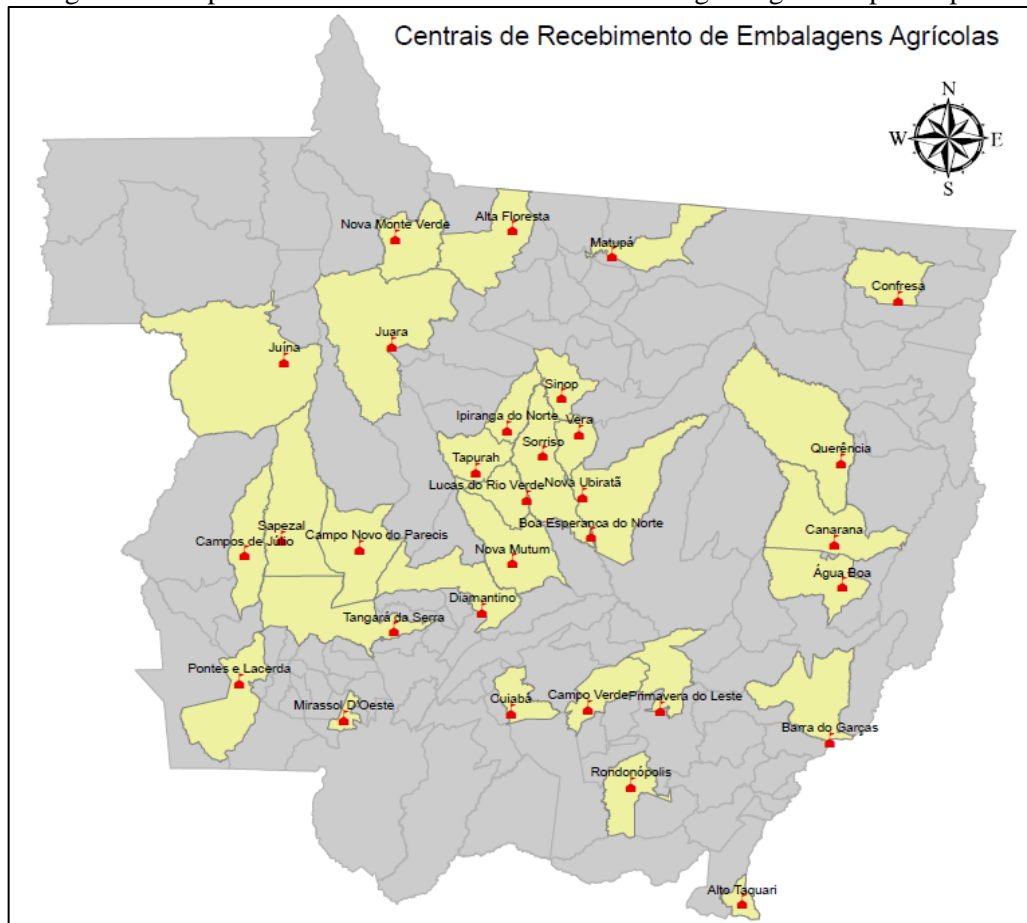 Centrais de Recebimento de Embalagens Agrícolas
N
W E
S
Nova Monte Verde
Alta Floresta
Matupá
Confresa
Juara
Juína
Sinop
Ipiranga do Norte
Vera
Sorriso
Querência
Tapurah
Lucas do Rio Verde
Nova Ubiratã
Boa Esperança do Norte
Sapezal
Campo Novo do Parecis
Campos de Júlio
Nova Mutum
Canarana
Água Boa
Diamantino
Tangará da Serra
Pontes e Lacerda
Mirassol D'Oeste
Cuiabá
Campo Verde
Primavera do Leste
Barra do Garças
Rondonópolis
Alto Taquari